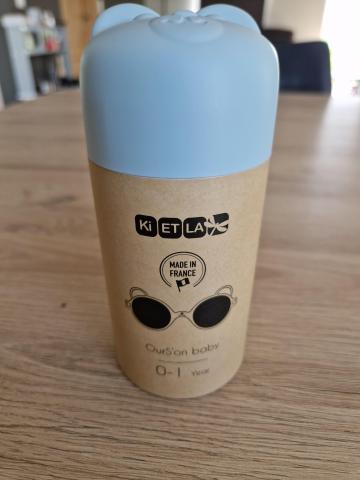 Ki ET LA
MADE IN
FRANCE
OurS'on baby
0-1 Year